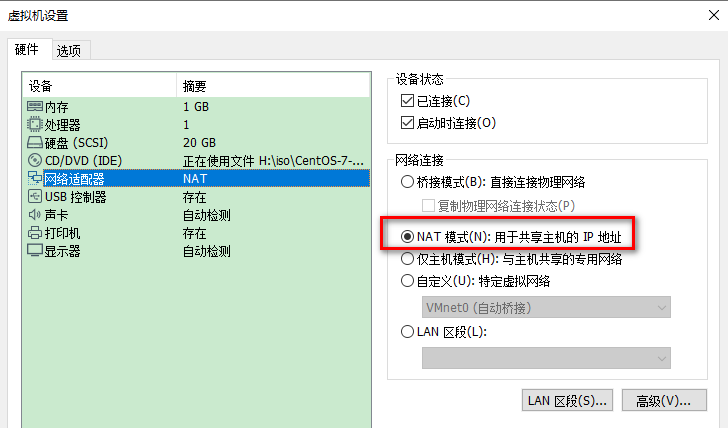 虚拟机设置
硬件 选项
设备 摘要
内存 1 GB
处理器 1
硬盘 (SCSI) 20 GB
CD/DVD (IDE) 正在使用文件 H:\iso\CentOS-7-...
网络适配器 NAT
USB 控制器 存在
声卡 自动检测
打印机 存在
显示器 自动检测
设备状态
已连接(C)
启动时连接(O)
网络连接
桥接模式(B): 直接连接物理网络
复制物理网络连接状态(P)
NAT 模式(N): 用于共享主机的 IP 地址
仅主机模式(H): 与主机共享的专用网络
自定义(U): 特定虚拟网络
VMnet0 (自动桥接)
LAN 区段(L):
LAN 区段(S)... 高级(V)...